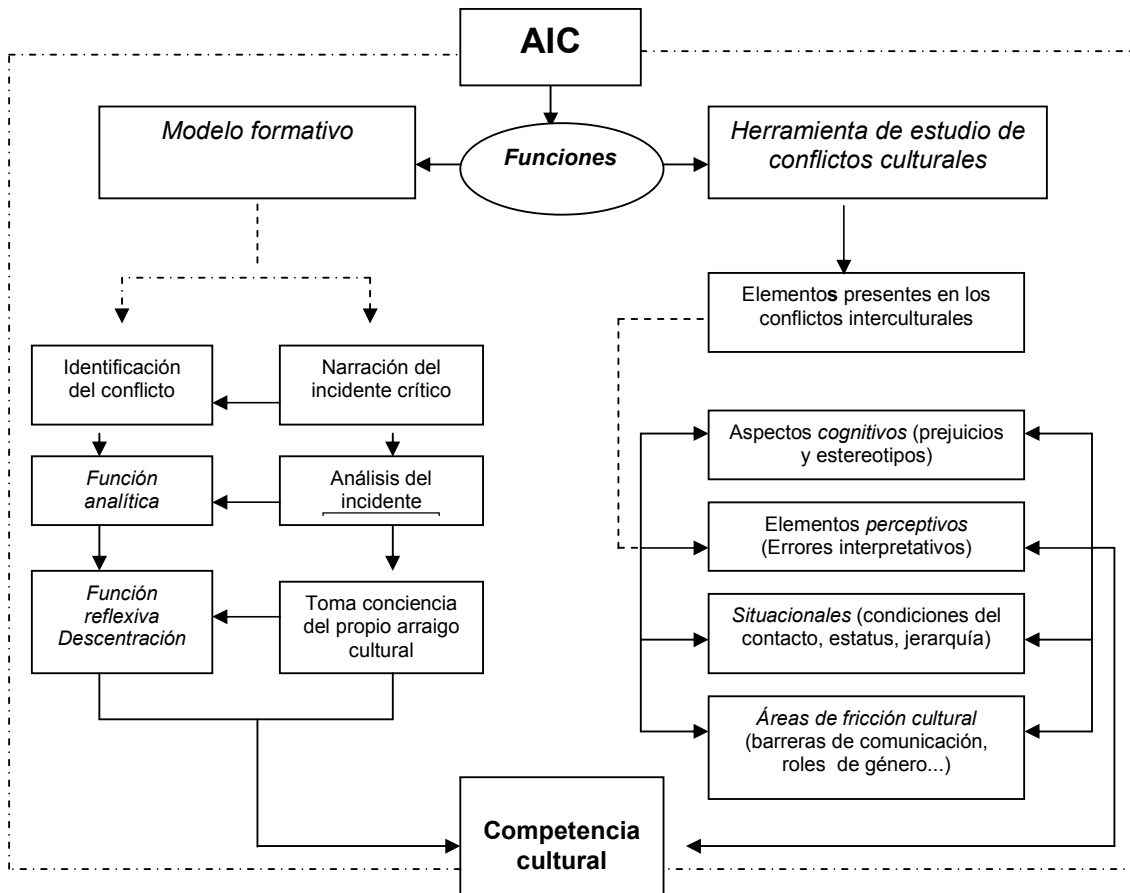 AIC
Modelo formativo
Funciones
Herramienta de estudio de
conflictos culturales
Elementos presentes en los
conflictos interculturales
Identificación
del conflicto
Narración del
incidente crítico
Función
analítica
Análisis del
incidente
Función
reflexiva
Descentración
Toma conciencia
del propio arraigo
cultural
Aspectos cognitivos (prejuicios
y estereotipos)
Elementos perceptivos
(Errores interpretativos)
Situacionales (condiciones del
contacto, estatus, jerarquía)
Áreas de fricción cultural
(barreras de comunicación,
roles de género...)
Competencia
cultural